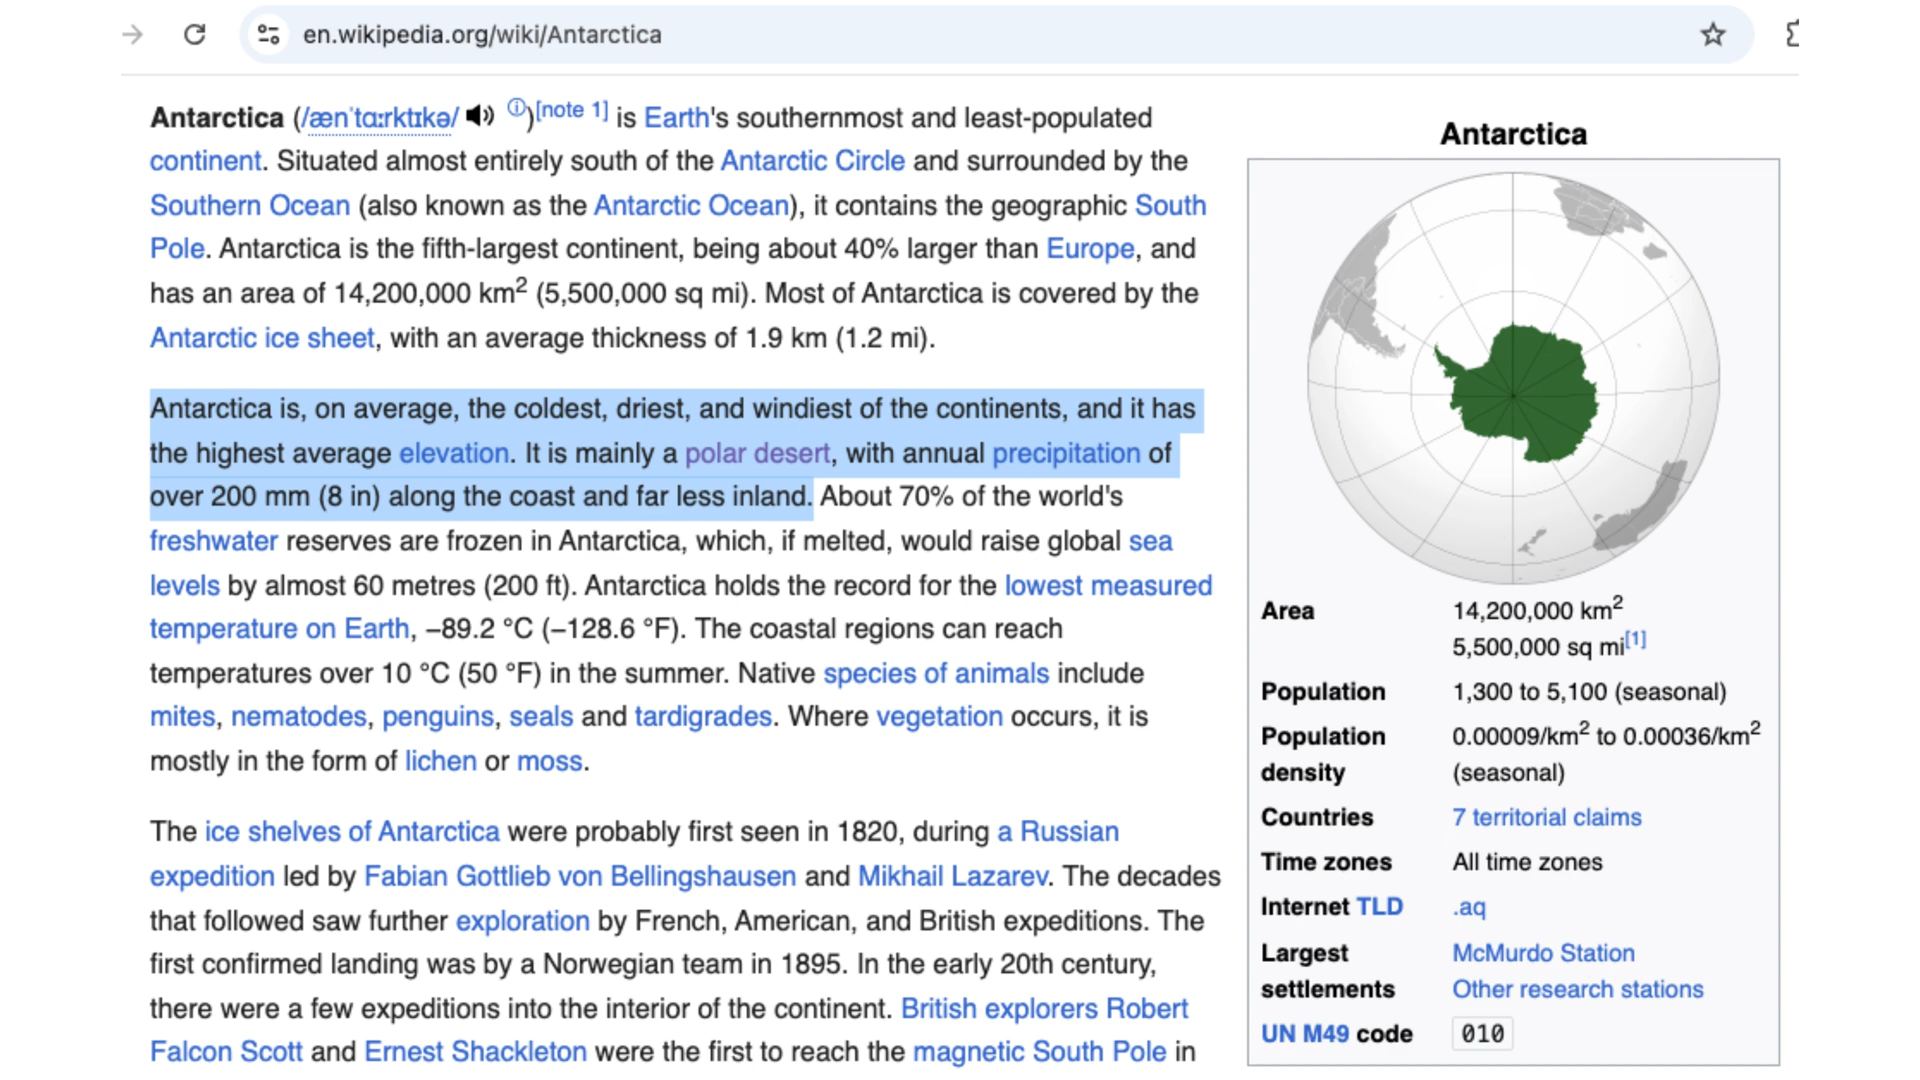 en.wikipedia.org/wiki/Antarctica
Antarctica (/ænˈtɑːrktɪkə/ ⓘ)[note 1] is Earth's southernmost and least-populated
continent. Situated almost entirely south of the Antarctic Circle and surrounded by the
Southern Ocean (also known as the Antarctic Ocean), it contains the geographic South
Pole. Antarctica is the fifth-largest continent, being about 40% larger than Europe, and
has an area of 14,200,000 km² (5,500,000 sq mi). Most of Antarctica is covered by the
Antarctic ice sheet, with an average thickness of 1.9 km (1.2 mi).
Antarctica is, on average, the coldest, driest, and windiest of the continents, and it has
the highest average elevation. It is mainly a polar desert, with annual precipitation of
over 200 mm (8 in) along the coast and far less inland. About 70% of the world's
freshwater reserves are frozen in Antarctica, which, if melted, would raise global sea
levels by almost 60 metres (200 ft). Antarctica holds the record for the lowest measured
temperature on Earth, −89.2 °C (−128.6 °F). The coastal regions can reach
temperatures over 10 °C (50 °F) in the summer. Native species of animals include
mites, nematodes, penguins, seals and tardigrades. Where vegetation occurs, it is
mostly in the form of lichen or moss.
The ice shelves of Antarctica were probably first seen in 1820, during a Russian
expedition led by Fabian Gottlieb von Bellingshausen and Mikhail Lazarev. The decades
that followed saw further exploration by French, American, and British expeditions. The
first confirmed landing was by a Norwegian team in 1895. In the early 20th century,
there were a few expeditions into the interior of the continent. British explorers Robert
Falcon Scott and Ernest Shackleton were the first to reach the magnetic South Pole in
Antarctica
Area 14,200,000 km²
5,500,000 sq mi[1]
Population 1,300 to 5,100 (seasonal)
Population 0.00009/km² to 0.00036/km²
density (seasonal)
Countries 7 territorial claims
Time zones All time zones
Internet TLD .aq
Largest McMurdo Station
settlements Other research stations
UN M49 code 010